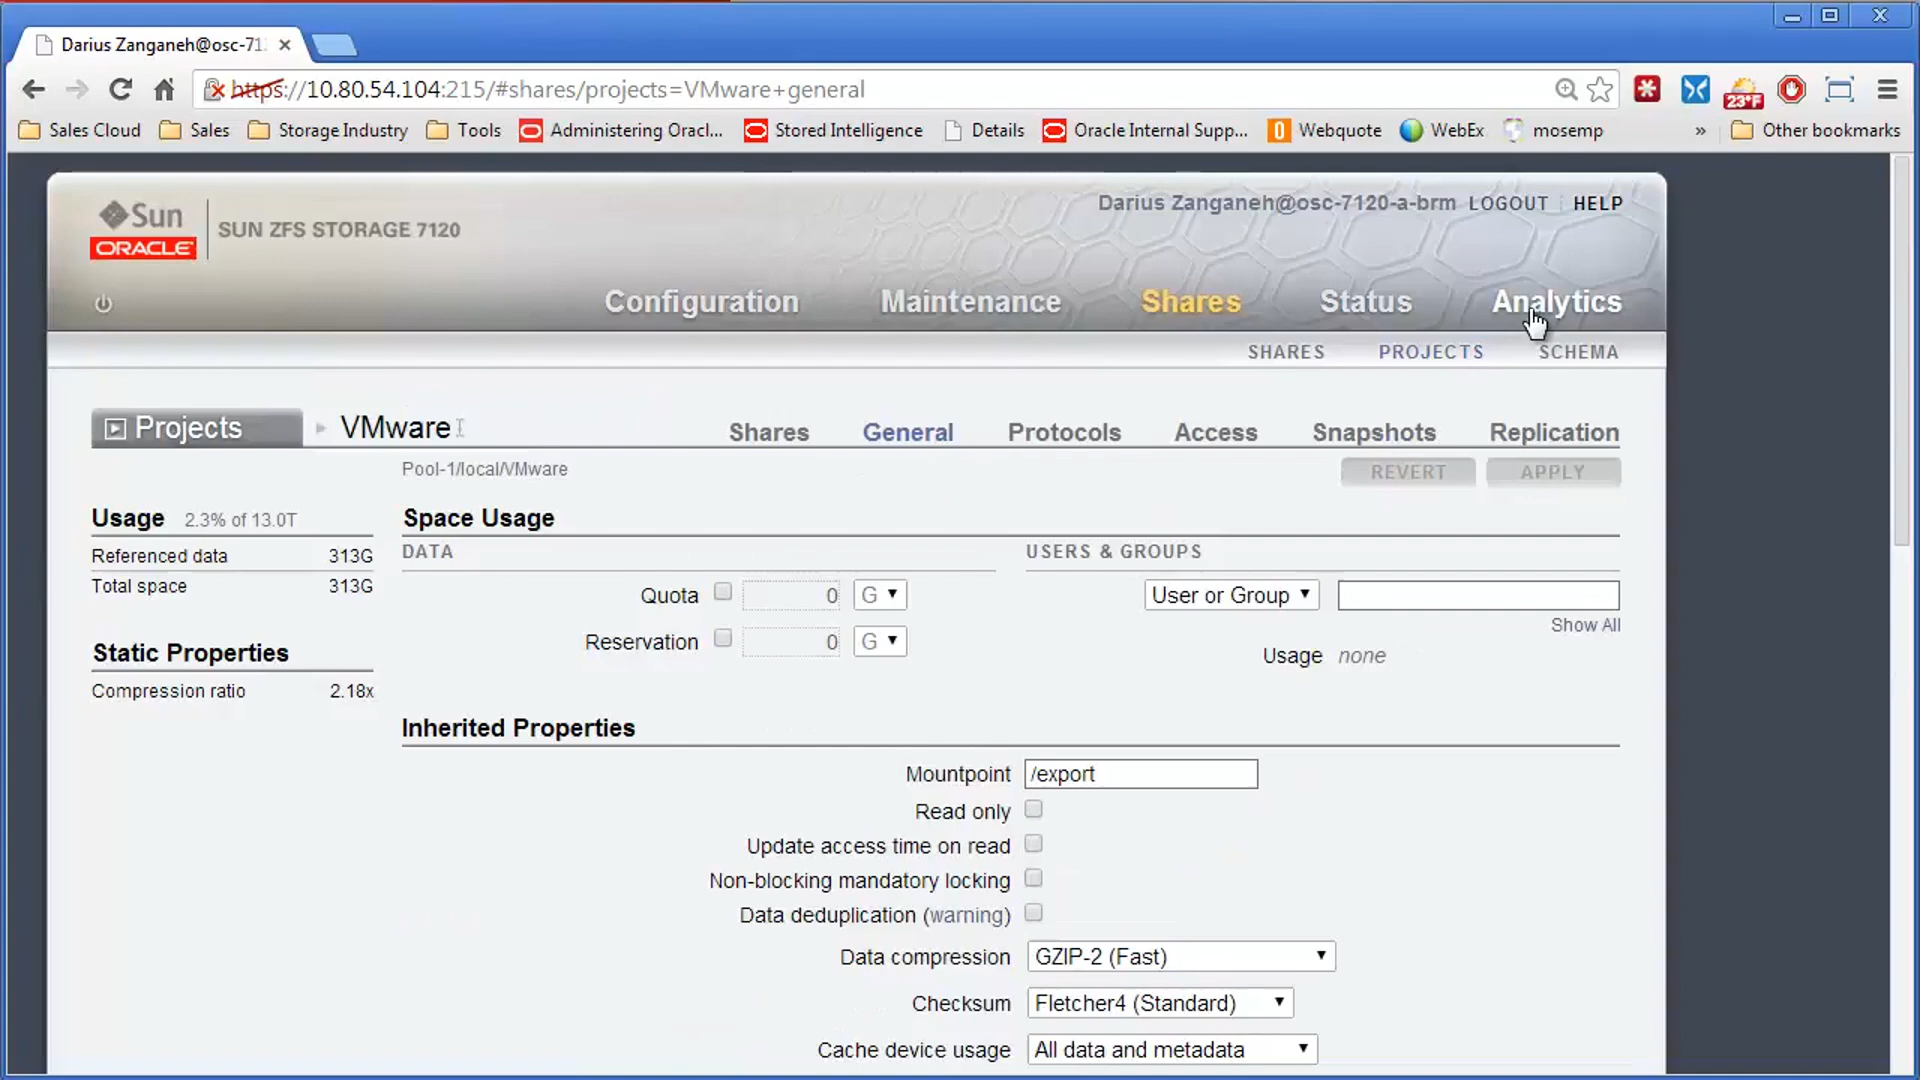 Darius Zanganeh@osc-712
https://10.80.54.104:215/#shares/projects=VMware+general
23°F
Sales Cloud Sales Storage Industry Tools Administering Oracl... Stored Intelligence Details Oracle Internal Supp... Webquote WebEx mosemp » Other bookmarks
Darius Zanganeh@osc-7120-a-brm LOGOUT HELP
Sun
ORACLE
SUN ZFS STORAGE 7120
Configuration Maintenance Shares Status Analytics
SHARES PROJECTS SCHEMA
Projects VMware Shares General Protocols Access Snapshots Replication
Pool-1/local/VMware
REVERT APPLY
Usage 2.3% of 13.0T
Referenced data 313G
Total space 313G
Static Properties
Compression ratio 2.18x
Space Usage
DATA
Quota 0 G
Reservation 0 G
USERS & GROUPS
User or Group
Show All
Usage none
Inherited Properties
Mountpoint /export
Read only
Update access time on read
Non-blocking mandatory locking
Data deduplication (warning)
Data compression GZIP-2 (Fast)
Checksum Fletcher4 (Standard)
Cache device usage All data and metadata